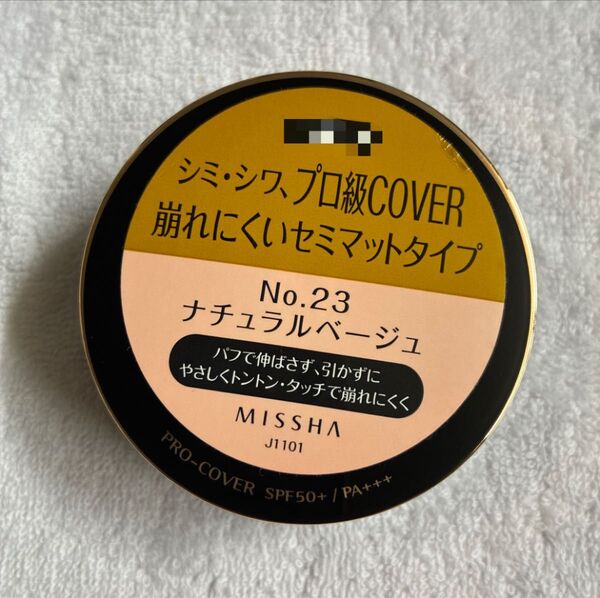 シミ・シワ、プロ級COVER
崩れにくいセミマットタイプ
No.23
ナチュラルベージュ
パフで伸ばさず、引かずに
やさしくトントン・タッチで崩れにくく
MISSHA
J1101
PRO-COVER SPF50+ / PA+++